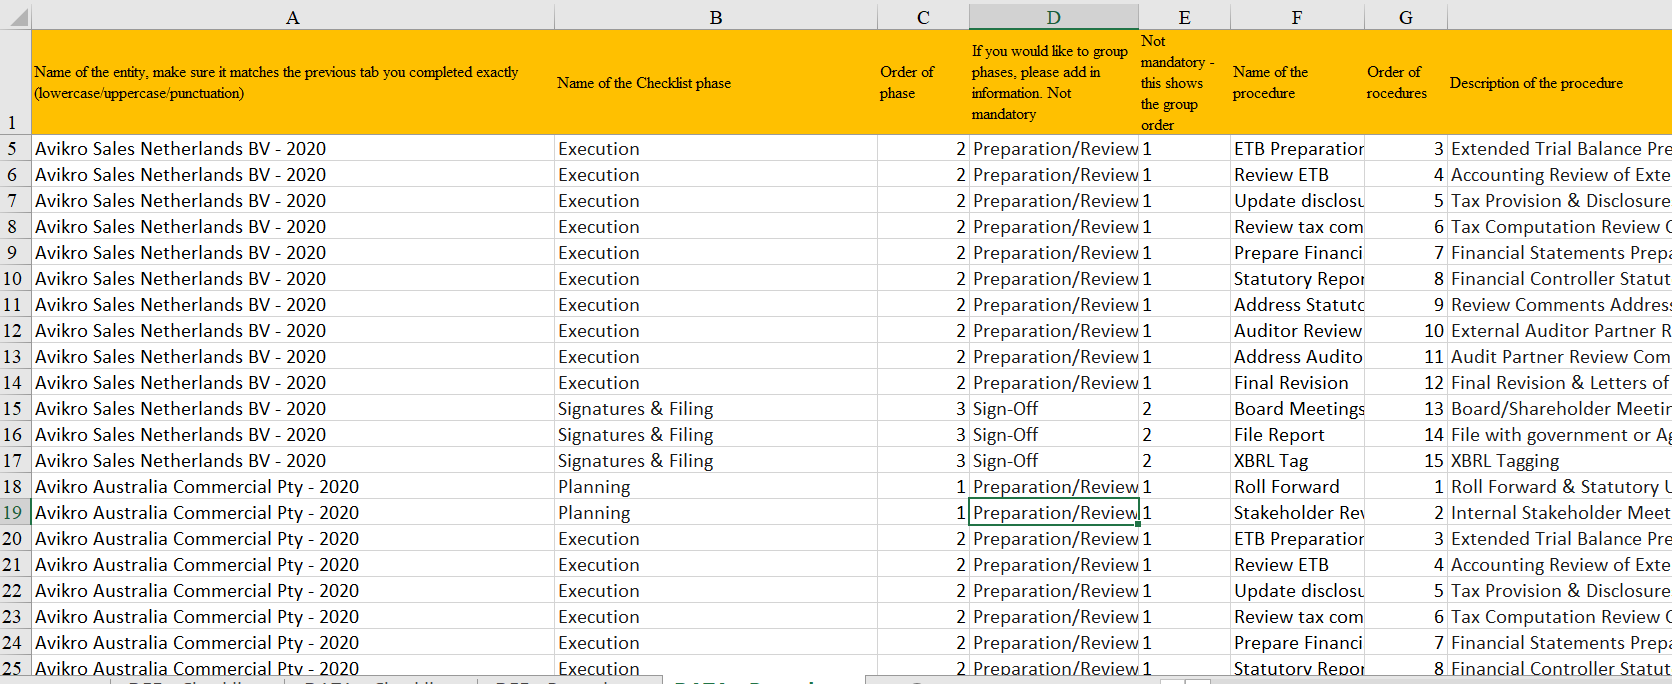 A B C D E F G
1 Name of the entity, make sure it matches the previous tab you completed exactly (lowercase/uppercase/punctuation) Name of the Checklist phase Order of phase If you would like to group phases, please add in information. Not mandatory Not mandatory - this shows the group order Name of the procedure Order of rocedures Description of the procedure
5 Avikro Sales Netherlands BV - 2020 Execution 2 Preparation/Review 1 ETB Preparation 3 Extended Trial Balance Pre
6 Avikro Sales Netherlands BV - 2020 Execution 2 Preparation/Review 1 Review ETB 4 Accounting Review of Exte
7 Avikro Sales Netherlands BV - 2020 Execution 2 Preparation/Review 1 Update disclosu 5 Tax Provision & Disclosure
8 Avikro Sales Netherlands BV - 2020 Execution 2 Preparation/Review 1 Review tax com 6 Tax Computation Review C
9 Avikro Sales Netherlands BV - 2020 Execution 2 Preparation/Review 1 Prepare Financi 7 Financial Statements Prepa
10 Avikro Sales Netherlands BV - 2020 Execution 2 Preparation/Review 1 Statutory Repor 8 Financial Controller Statut
11 Avikro Sales Netherlands BV - 2020 Execution 2 Preparation/Review 1 Address Statuto 9 Review Comments Address
12 Avikro Sales Netherlands BV - 2020 Execution 2 Preparation/Review 1 Auditor Review 10 External Auditor Partner R
13 Avikro Sales Netherlands BV - 2020 Execution 2 Preparation/Review 1 Address Audito 11 Audit Partner Review Com
14 Avikro Sales Netherlands BV - 2020 Execution 2 Preparation/Review 1 Final Revision 12 Final Revision & Letters of
15 Avikro Sales Netherlands BV - 2020 Signatures & Filing 3 Sign-Off 2 Board Meetings 13 Board/Shareholder Meetin
16 Avikro Sales Netherlands BV - 2020 Signatures & Filing 3 Sign-Off 2 File Report 14 File with government or Ag
17 Avikro Sales Netherlands BV - 2020 Signatures & Filing 3 Sign-Off 2 XBRL Tag 15 XBRL Tagging
18 Avikro Australia Commercial Pty - 2020 Planning 1 Preparation/Review 1 Roll Forward 1 Roll Forward & Statutory U
19 Avikro Australia Commercial Pty - 2020 Planning 1 Preparation/Review 1 Stakeholder Rev 2 Internal Stakeholder Meet
20 Avikro Australia Commercial Pty - 2020 Execution 2 Preparation/Review 1 ETB Preparation 3 Extended Trial Balance Pre
21 Avikro Australia Commercial Pty - 2020 Execution 2 Preparation/Review 1 Review ETB 4 Accounting Review of Exte
22 Avikro Australia Commercial Pty - 2020 Execution 2 Preparation/Review 1 Update disclosu 5 Tax Provision & Disclosure
23 Avikro Australia Commercial Pty - 2020 Execution 2 Preparation/Review 1 Review tax com 6 Tax Computation Review C
24 Avikro Australia Commercial Pty - 2020 Execution 2 Preparation/Review 1 Prepare Financi 7 Financial Statements Prepa
25 Avikro Australia Commercial Pty - 2020 Execution 2 Preparation/Review 1 Statutory Repor 8 Financial Controller Statut